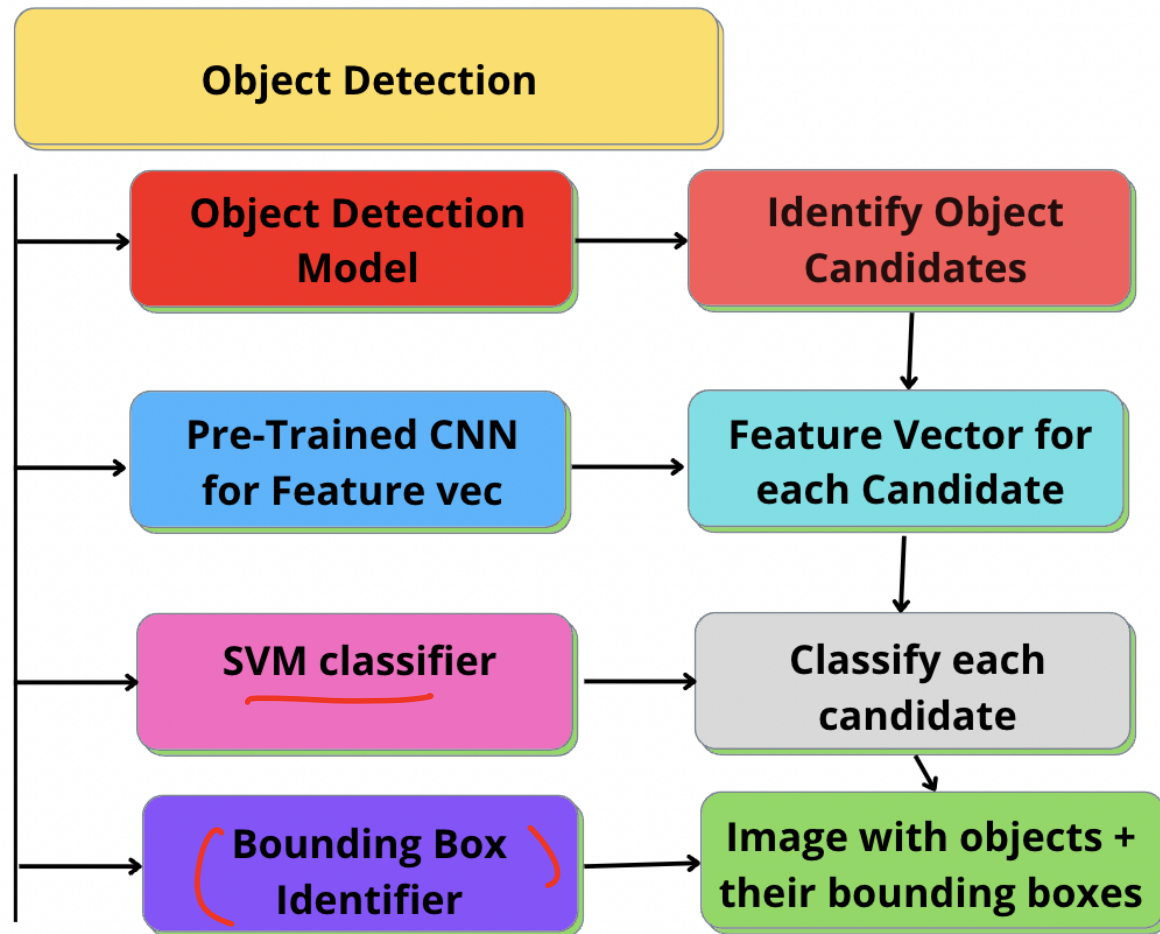 Object Detection
Object Detection
Model
Identify Object
Candidates
Pre-Trained CNN
for Feature vec
Feature Vector for
each Candidate
SVM classifier
Classify each
candidate
Bounding Box
Identifier
Image with objects +
their bounding boxes